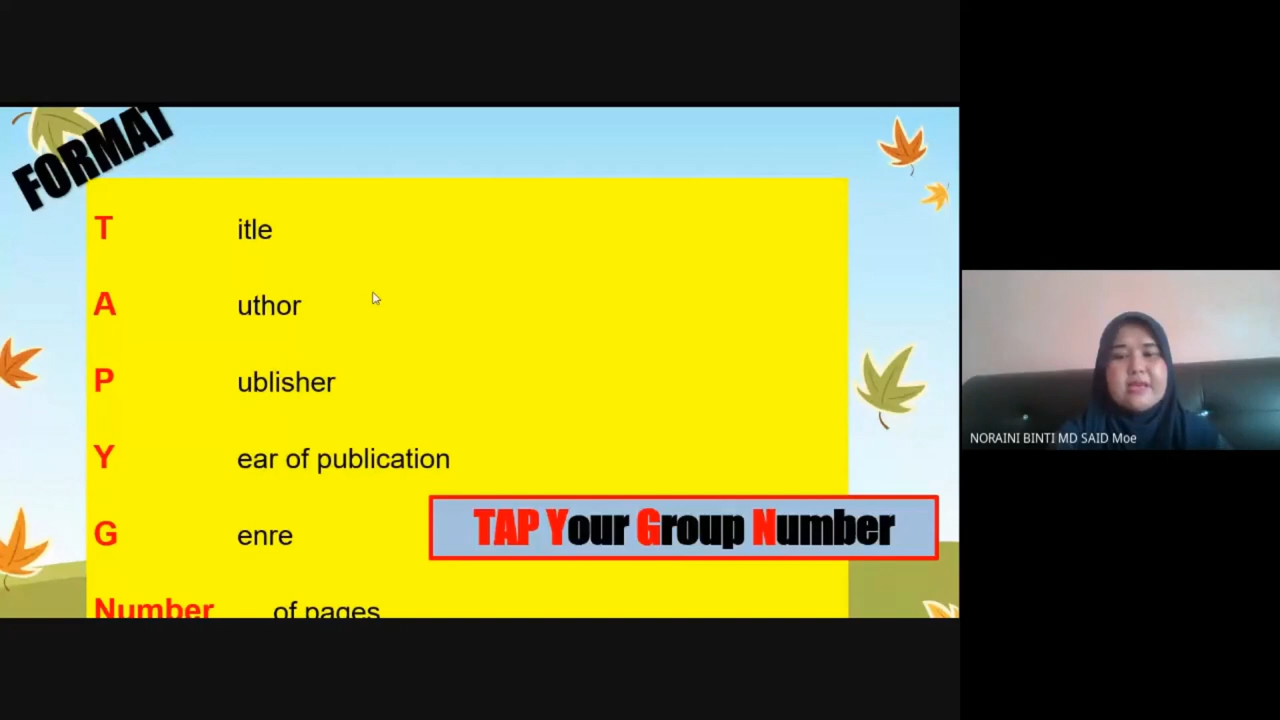 FORMAT
T itle
A uthor
P ublisher
Y ear of publication
G enre
TAP Your Group Number
Number of pages
NORAINI BINTI MD SAID Moe